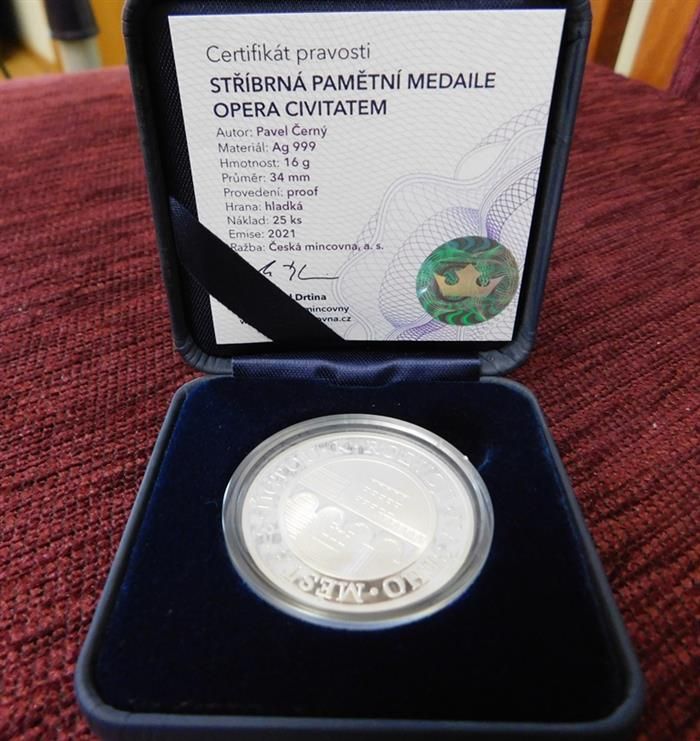 Certifikát pravosti
STŘÍBRNÁ PAMĚTNÍ MEDAILE
OPERA CIVITATEM
Autor: Pavel Černý
Materiál: Ag 999
Hmotnost: 16 g
Průměr: 34 mm
Provedení: proof
Hrana: hladká
Náklad: 25 ks
Emise: 2021
Ražba: Česká mincovna, a. s.
Drtina
mincovny